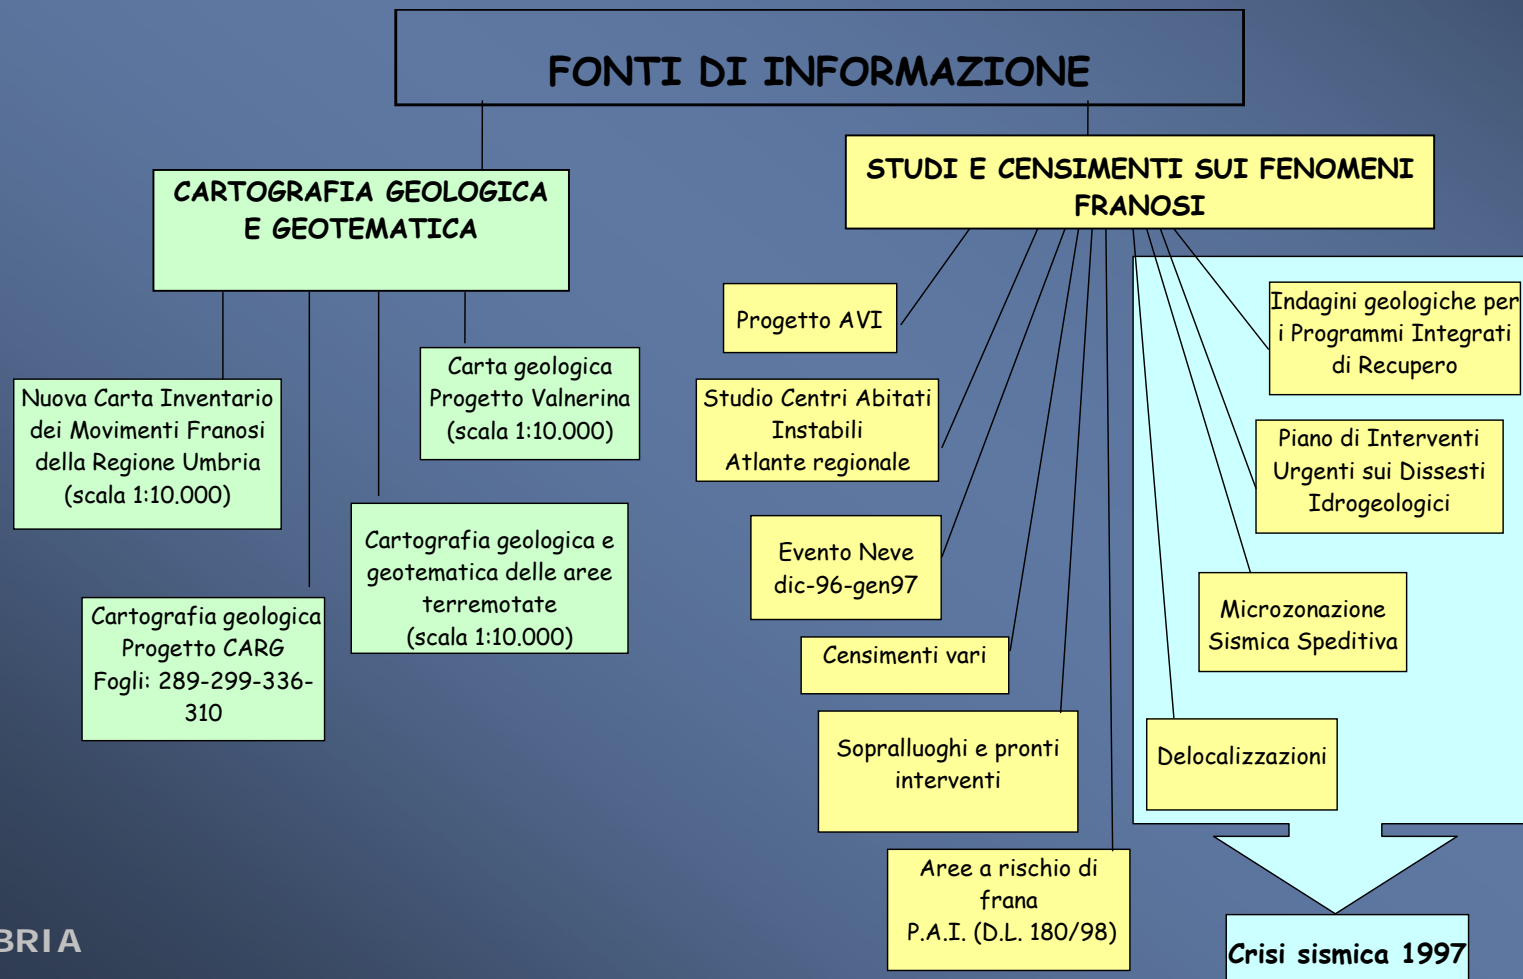 FONTI DI INFORMAZIONE
CARTOGRAFIA GEOLOGICA
E GEOTEMATICA
Nuova Carta Inventario
dei Movimenti Franosi
della Regione Umbria
(scala 1:10.000)
Cartografia geologica
Progetto CARG
Fogli: 289-299-336-
310
Cartografia geologica e
geotematica delle aree
terremotate
(scala 1:10.000)
Carta geologica
Progetto Valnerina
(scala 1:10.000)
STUDI E CENSIMENTI SUI FENOMENI
FRANOSI
Progetto AVI
Studio Centri Abitati
Instabili
Atlante regionale
Evento Neve
dic-96-gen97
Censimenti vari
Sopralluoghi e pronti
interventi
Aree a rischio di
frana
P.A.I. (D.L. 180/98)
Indagini geologiche per
i Programmi Integrati
di Recupero
Piano di Interventi
Urgenti sui Dissesti
Idrogeologici
Microzonazione
Sismica Speditiva
Delocalizzazioni
Crisi sismica 1997
BRIA